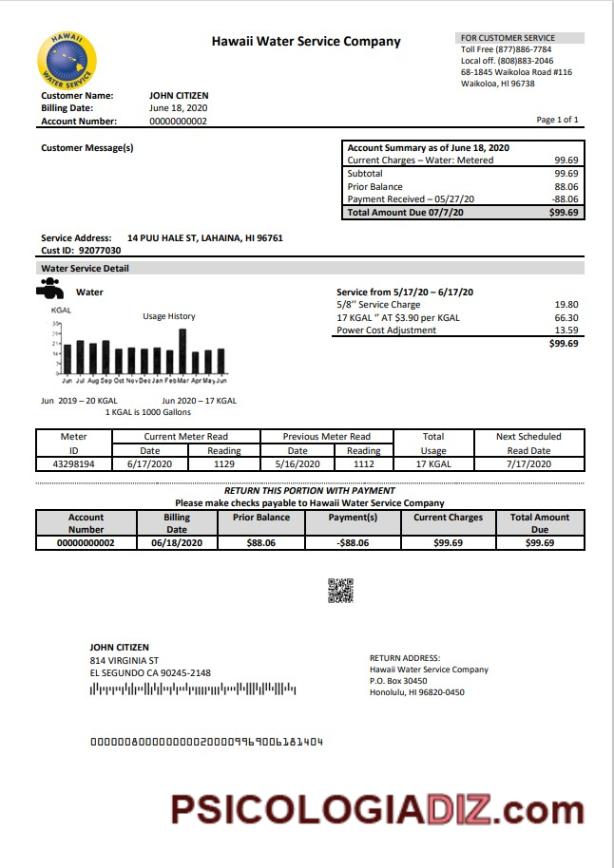 HAWAII
WATER SERVICE
Hawaii Water Service Company
FOR CUSTOMER SERVICE
Toll Free (877)886-7784
Local off. (808)883-2046
68-1845 Waikoloa Road #116
Waikoloa, HI 96738
Customer Name: JOHN CITIZEN
Billing Date: June 18, 2020
Account Number: 00000000002
Page 1 of 1
Customer Message(s)
Account Summary as of June 18, 2020
Current Charges – Water: Metered 99.69
Subtotal 99.69
Prior Balance 88.06
Payment Received – 05/27/20 -88.06
Total Amount Due 07/7/20 $99.69
Service Address: 14 PUU HALE ST, LAHAINA, HI 96761
Cust ID: 92077030
Water Service Detail
Water
KGAL
Usage History
35
28
21
14
7
0
Jun Jul Aug Sep Oct Nov Dec Jan Feb Mar Apr May Jun
Jun 2019 – 20 KGAL Jun 2020 – 17 KGAL
1 KGAL is 1000 Gallons
Service from 5/17/20 – 6/17/20
5/8" Service Charge 19.80
17 KGAL " AT $3.90 per KGAL 66.30
Power Cost Adjustment 13.59
$99.69
Meter ID Current Meter Read Previous Meter Read Total Usage Next Scheduled Read Date
Date Reading Date Reading
43298194 6/17/2020 1129 5/16/2020 1112 17 KGAL 7/17/2020
RETURN THIS PORTION WITH PAYMENT
Please make checks payable to Hawaii Water Service Company
Account Number Billing Date Prior Balance Payment(s) Current Charges Total Amount Due
00000000002 06/18/2020 $88.06 -$88.06 $99.69 $99.69
JOHN CITIZEN
814 VIRGINIA ST
EL SEGUNDO CA 90245-2148
RETURN ADDRESS:
Hawaii Water Service Company
P.O. Box 30450
Honolulu, HI 96820-0450
PSICOLOGIADIZ.com